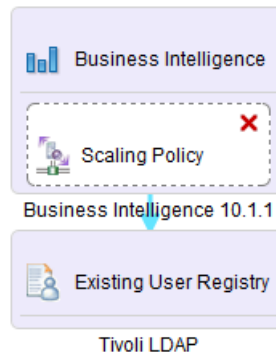 Business Intelligence
Scaling Policy
Business Intelligence 10.1.1
Existing User Registry
Tivoli LDAP